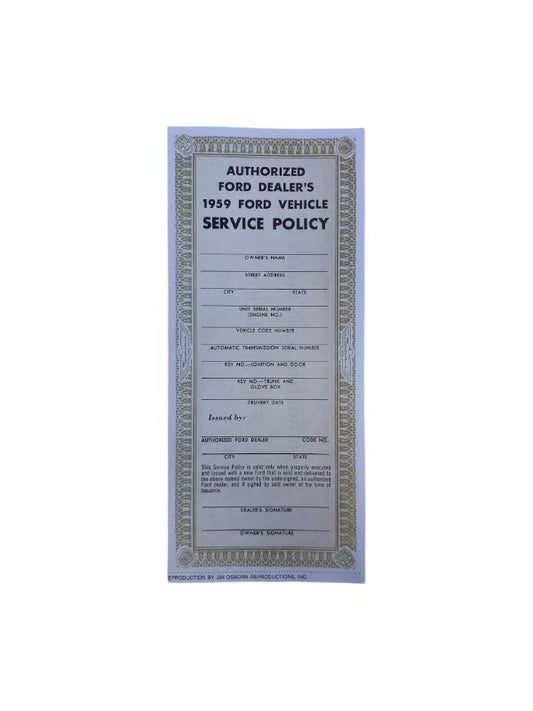 AUTHORIZED
FORD DEALER'S
1959 FORD VEHICLE
SERVICE POLICY
OWNER'S NAME
STREET ADDRESS
CITY STATE
UNIT SERIAL NUMBER
(ENGINE NO.)
VEHICLE CODE NUMBER
AUTOMATIC TRANSMISSION SERIAL NUMBER
KEY NO.—IGNITION AND DOOR
KEY NO.—TRUNK AND
GLOVE BOX
DELIVERY DATE
Issued by:
AUTHORIZED FORD DEALER CODE NO.
CITY STATE
This Service Policy is valid only when properly executed
and issued with a new Ford that is sold and delivered to
the above-named owner by the undersigned, an authorized
Ford dealer, and if signed by said owner at the time of
issuance.
DEALER'S SIGNATURE
OWNER'S SIGNATURE
EPRODUCTION BY JIM OSBORN REPRODUCTIONS, INC